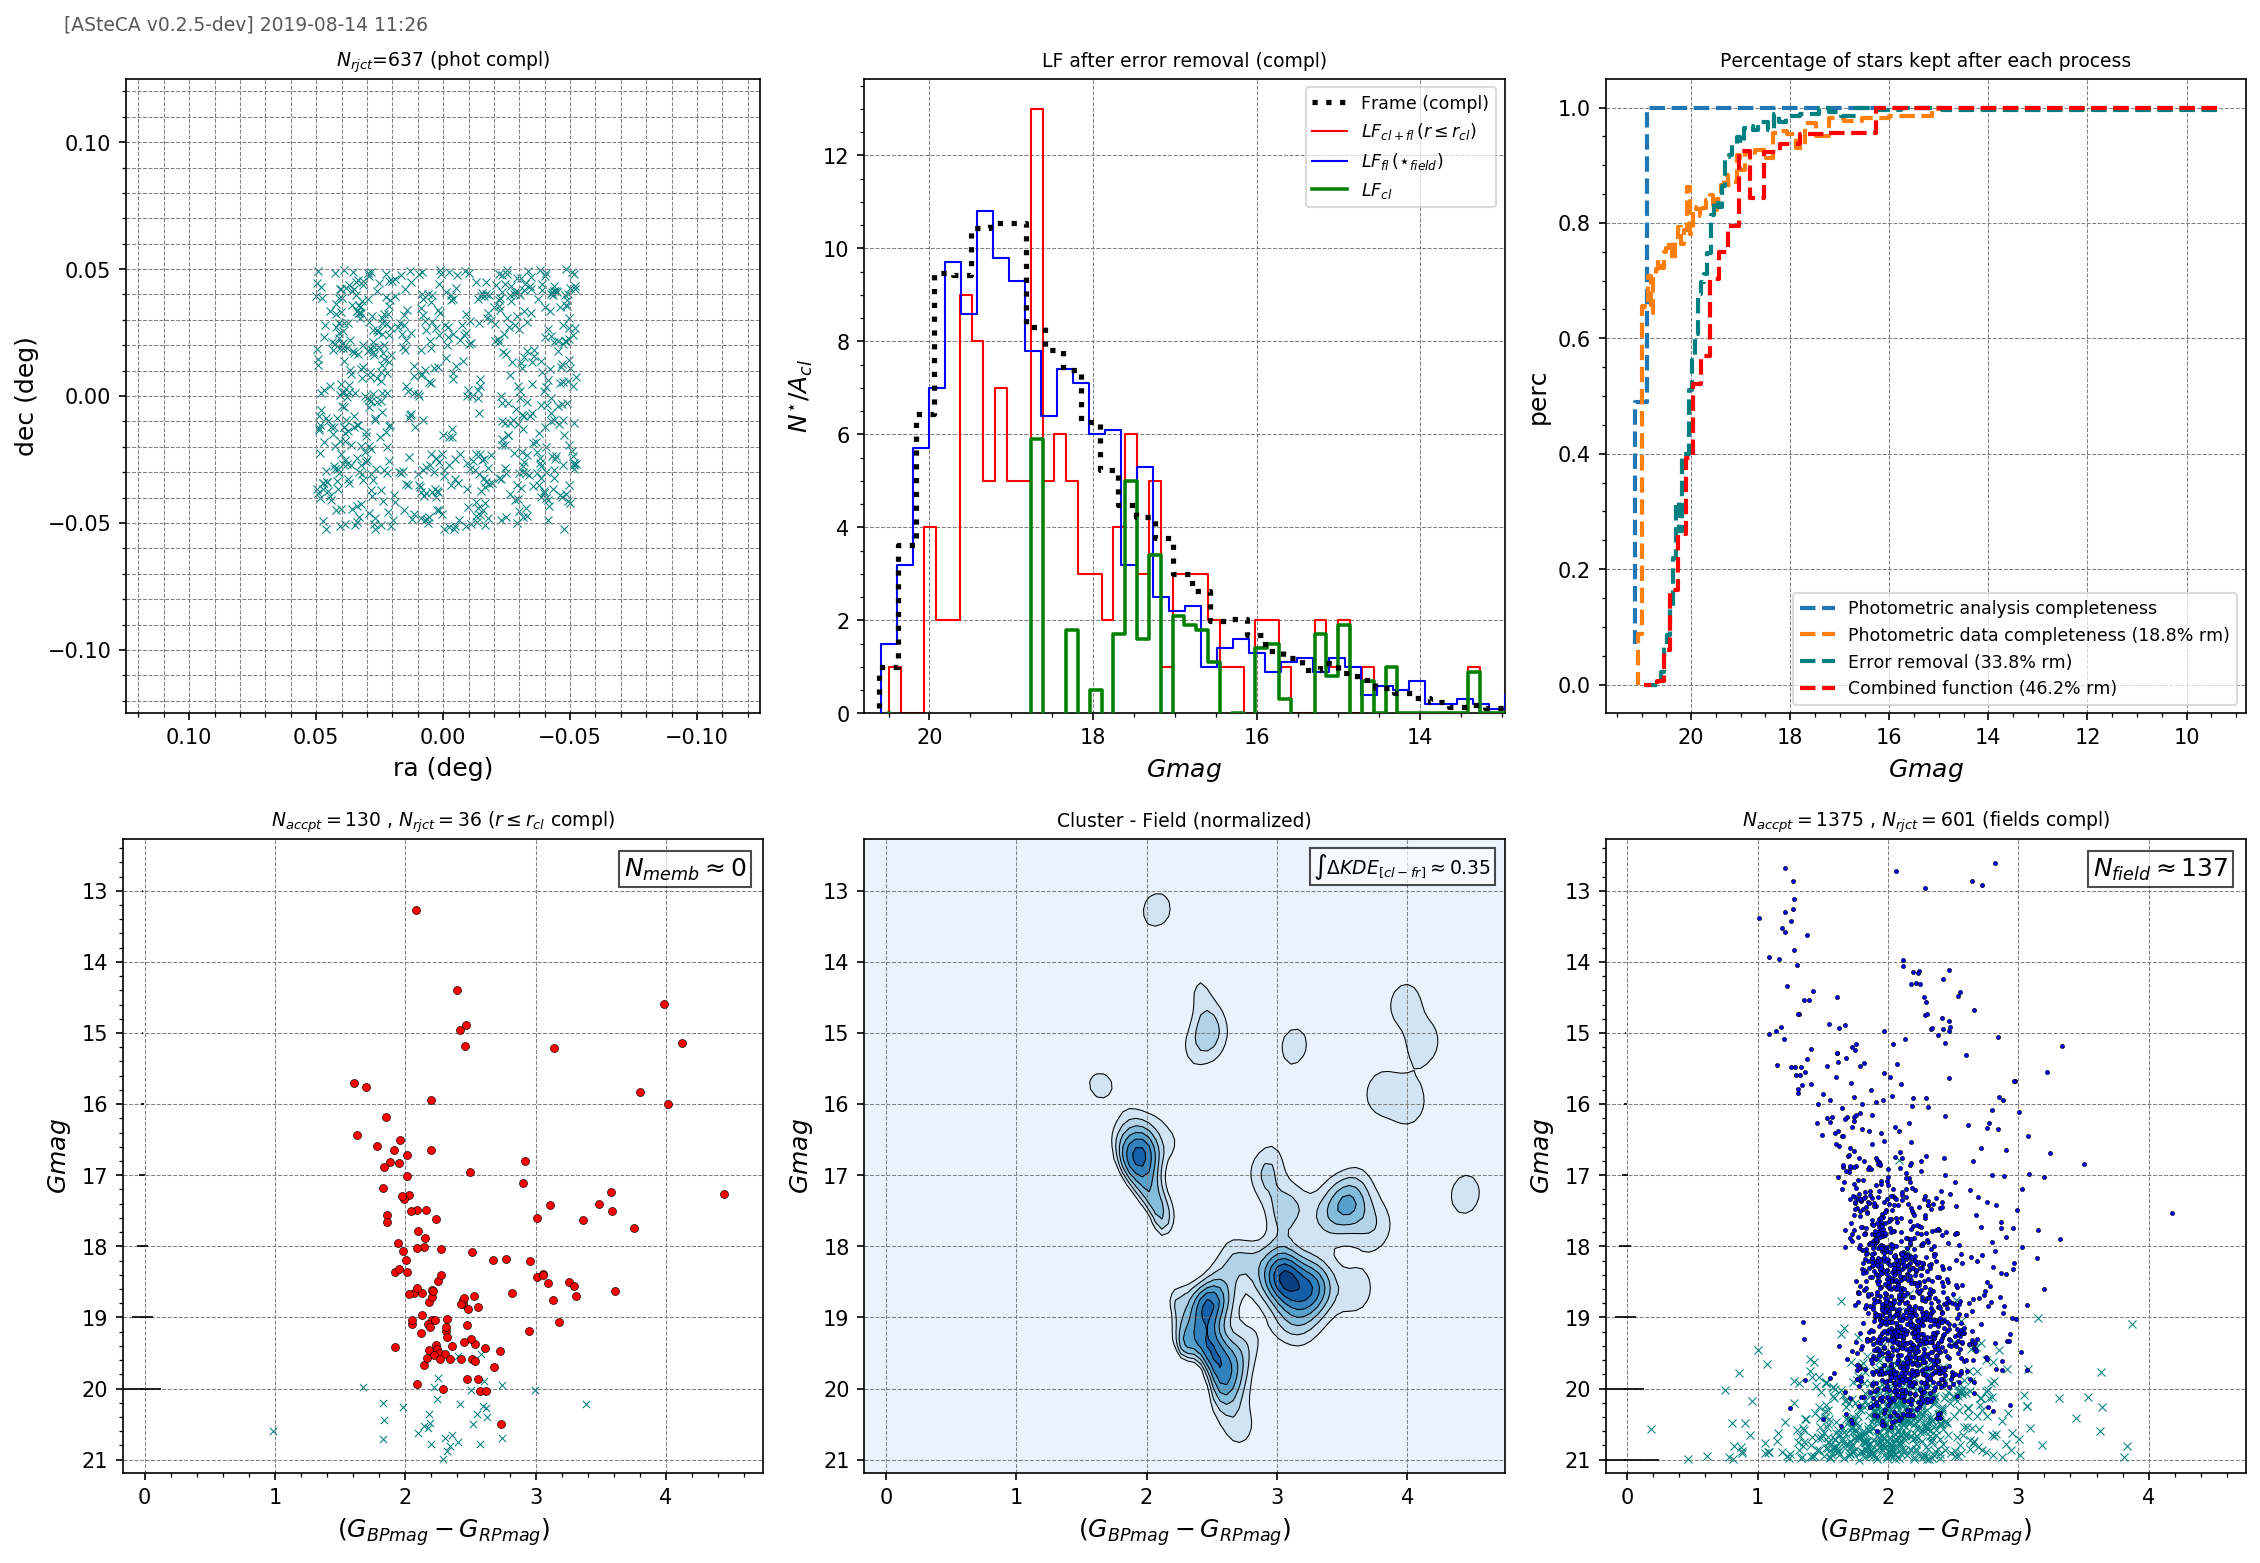 [ASteCA v0.2.5-dev] 2019-08-14 11:26
N_rjct=637 (phot compl)
0.10
0.05
0.00
−0.05
−0.10
dec (deg)
0.10 0.05 0.00 −0.05 −0.10
ra (deg)
LF after error removal (compl)
Frame (compl)
LF_cl+fl (r ≤ r_cl)
LF_fl (⋆_field)
LF_cl
12
10
8
6
4
2
0
N⋆/A_cl
20 18 16 14
Gmag
Percentage of stars kept after each process
1.0
0.8
0.6
0.4
0.2
0.0
perc
Photometric analysis completeness
Photometric data completeness (18.8% rm)
Error removal (33.8% rm)
Combined function (46.2% rm)
20 18 16 14 12 10
Gmag
N_accpt = 130 , N_rjct = 36 (r ≤ r_cl compl)
N_memb ≈ 0
13
14
15
16
17
18
19
20
21
Gmag
0 1 2 3 4
(G_BPmag − G_RPmag)
Cluster - Field (normalized)
∫ΔKDE_[cl−fr] ≈ 0.35
13
14
15
16
17
18
19
20
21
Gmag
0 1 2 3 4
(G_BPmag − G_RPmag)
N_accpt = 1375 , N_rjct = 601 (fields compl)
N_field ≈ 137
13
14
15
16
17
18
19
20
21
Gmag
0 1 2 3 4
(G_BPmag − G_RPmag)